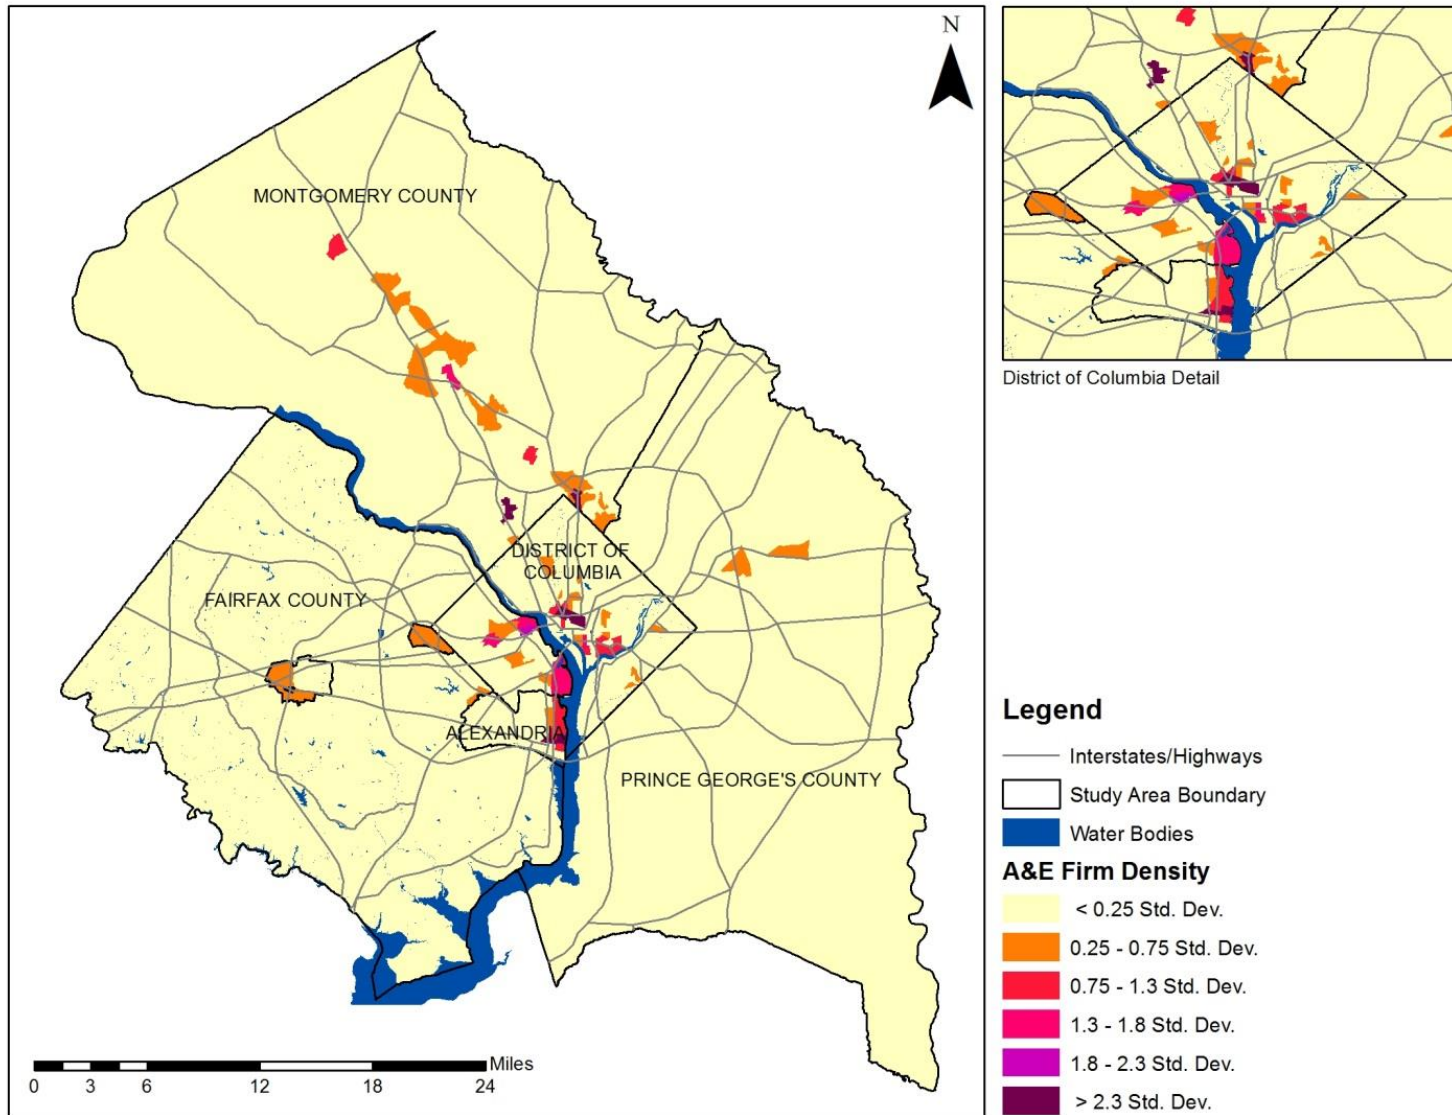 N
MONTGOMERY COUNTY
DISTRICT OF
COLUMBIA
FAIRFAX COUNTY
ALEXANDRIA
PRINCE GEORGE'S COUNTY
Miles
0 3 6 12 18 24
District of Columbia Detail
Legend
Interstates/Highways
Study Area Boundary
Water Bodies
A&E Firm Density
< 0.25 Std. Dev.
0.25 - 0.75 Std. Dev.
0.75 - 1.3 Std. Dev.
1.3 - 1.8 Std. Dev.
1.8 - 2.3 Std. Dev.
> 2.3 Std. Dev.